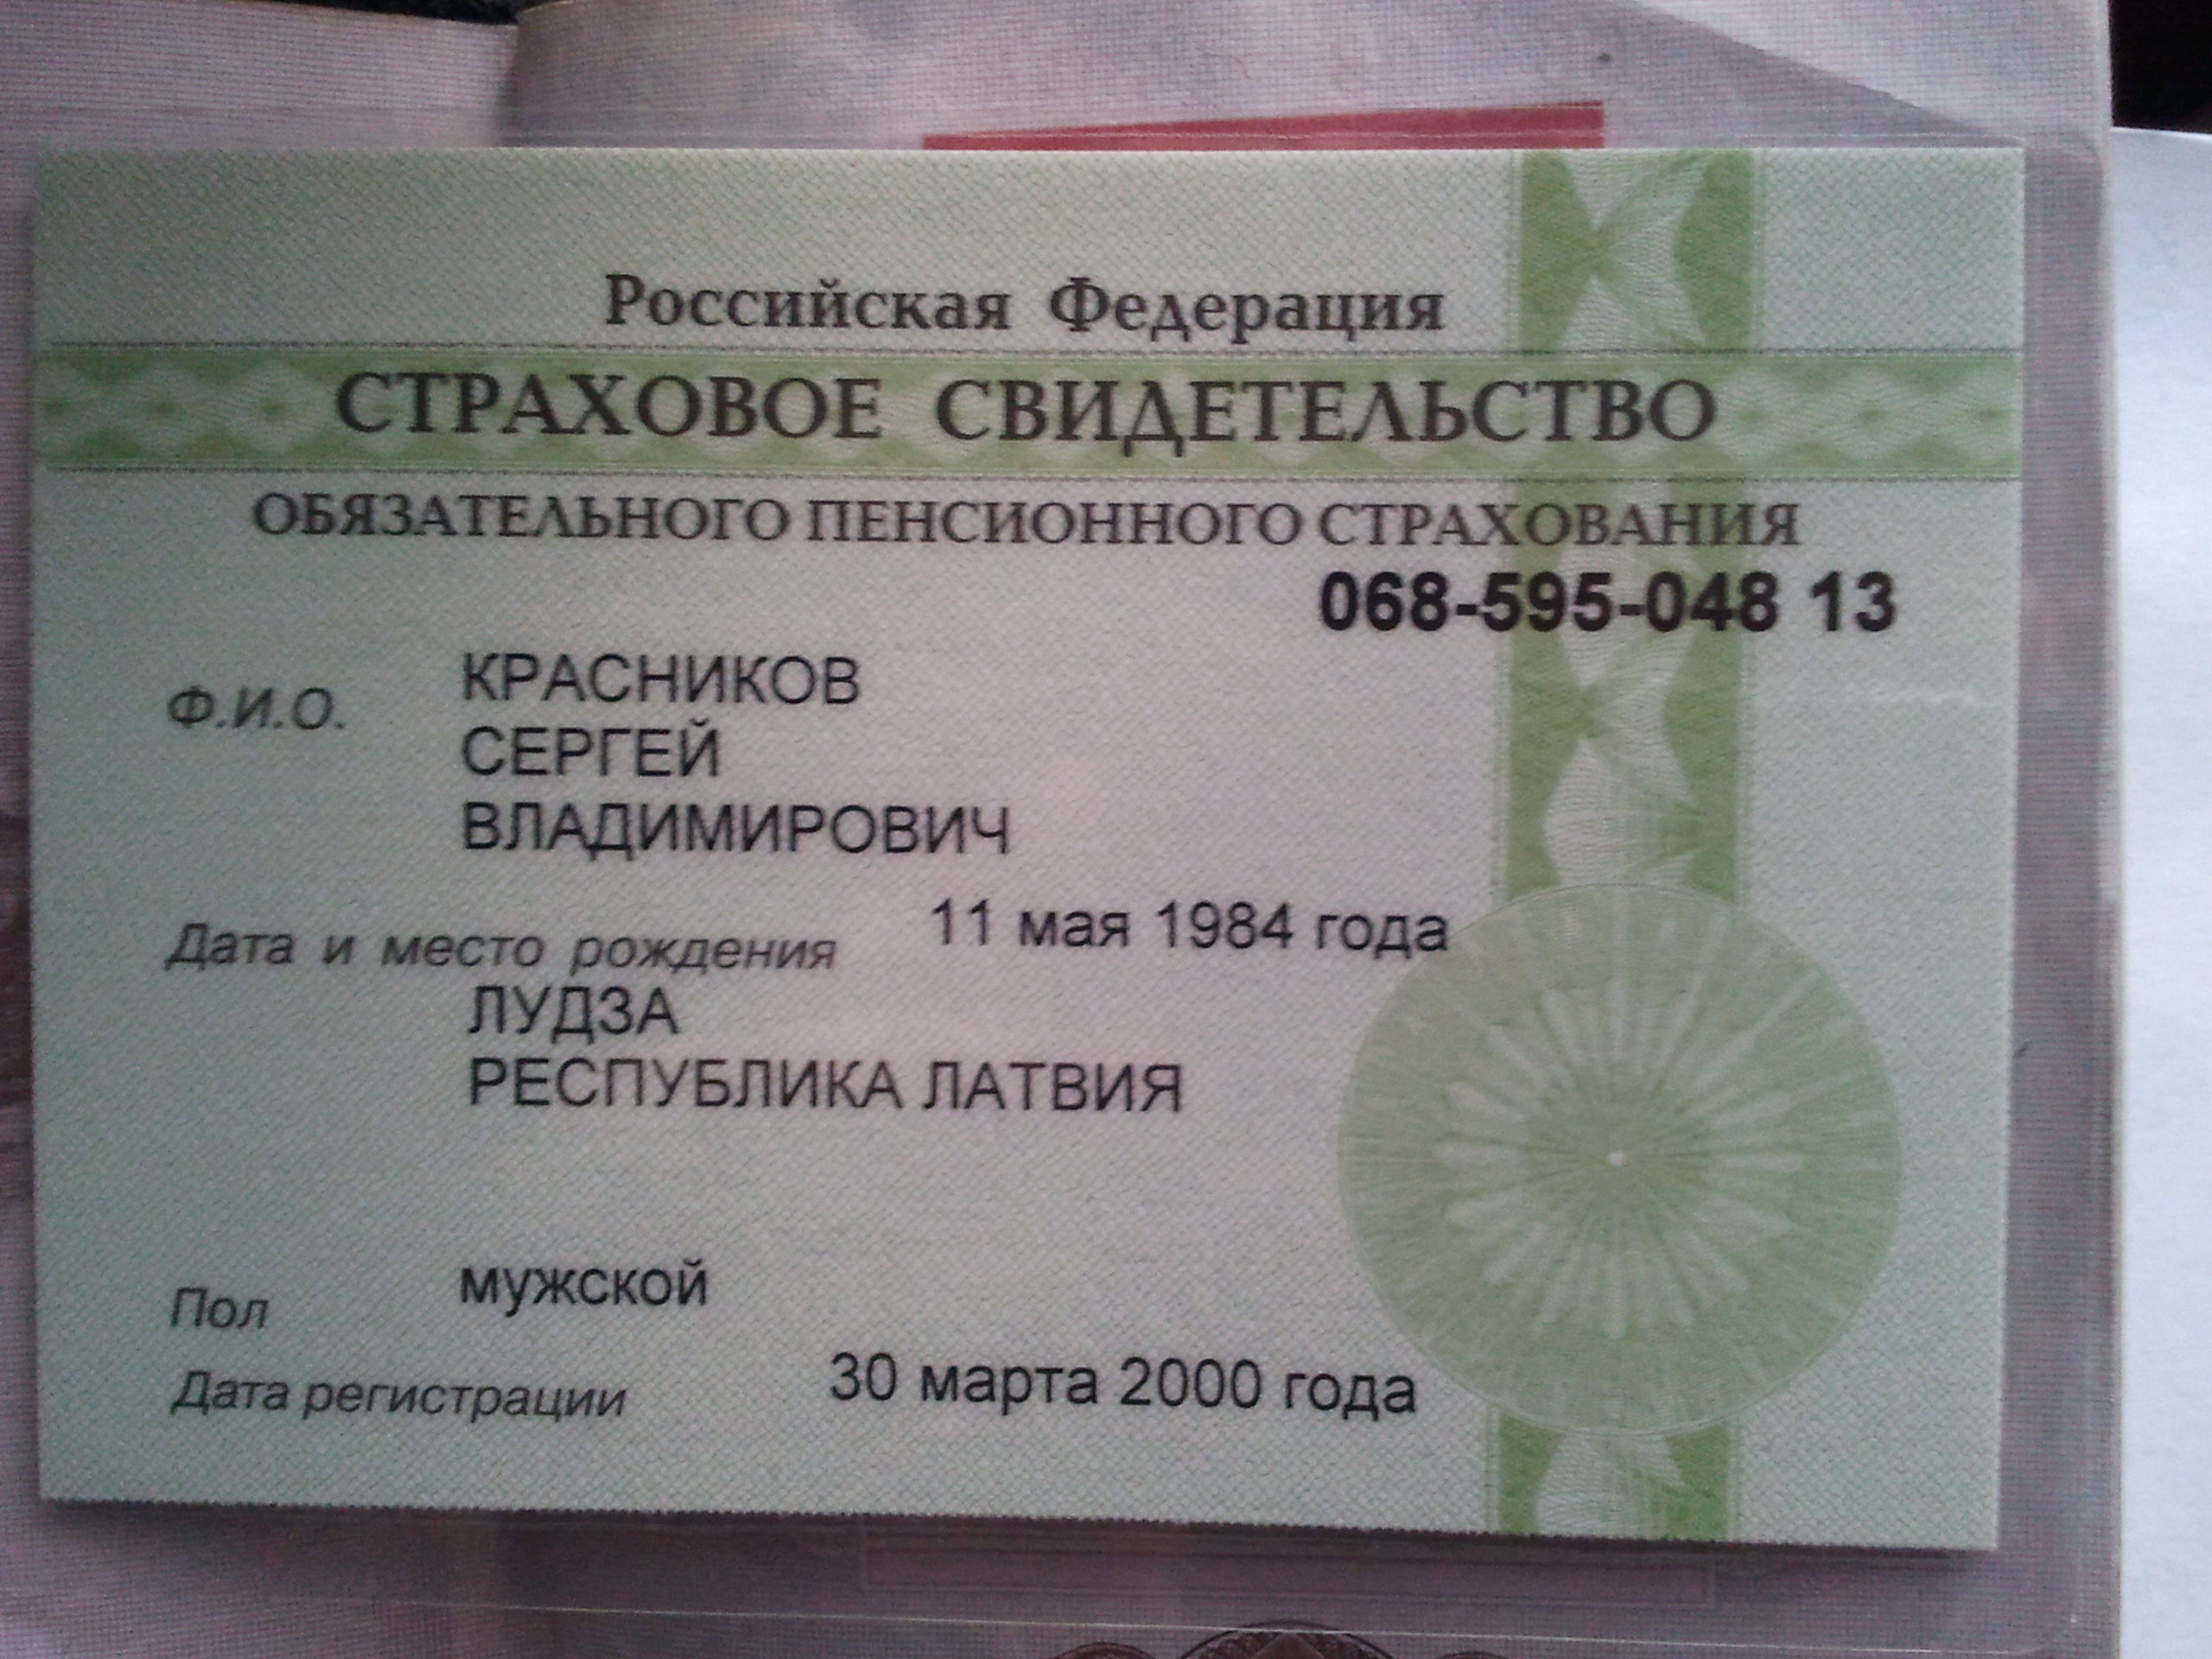 Российская Федерация
СТРАХОВОЕ СВИДЕТЕЛЬСТВО
ОБЯЗАТЕЛЬНОГО ПЕНСИОННОГО СТРАХОВАНИЯ
068-595-048 13
Ф.И.О. КРАСНИКОВ
СЕРГЕЙ
ВЛАДИМИРОВИЧ
Дата и место рождения 11 мая 1984 года
ЛУДЗА
РЕСПУБЛИКА ЛАТВИЯ
Пол мужской
Дата регистрации 30 марта 2000 года